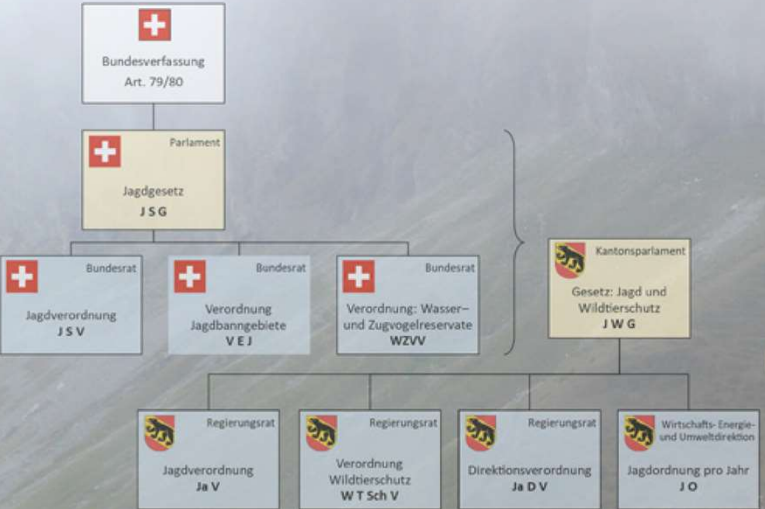 Bundesverfassung
Art. 79/80
Parlament
Jagdgesetz
J S G
Bundesrat
Jagdverordnung
J S V
Bundesrat
Verordnung
Jagdbanngebiete
V E J
Bundesrat
Verordnung: Wasser–
und Zugvogelreservate
WZVV
Kantonsparlament
Gesetz: Jagd und
Wildtierschutz
J W G
Regierungsrat
Jagdverordnung
Ja V
Regierungsrat
Verordnung
Wildtierschutz
W T Sch V
Regierungsrat
Direktionsverordnung
Ja D V
Wirtschafts- Energie-
und Umweltdirektion
Jagdordnung pro Jahr
J O